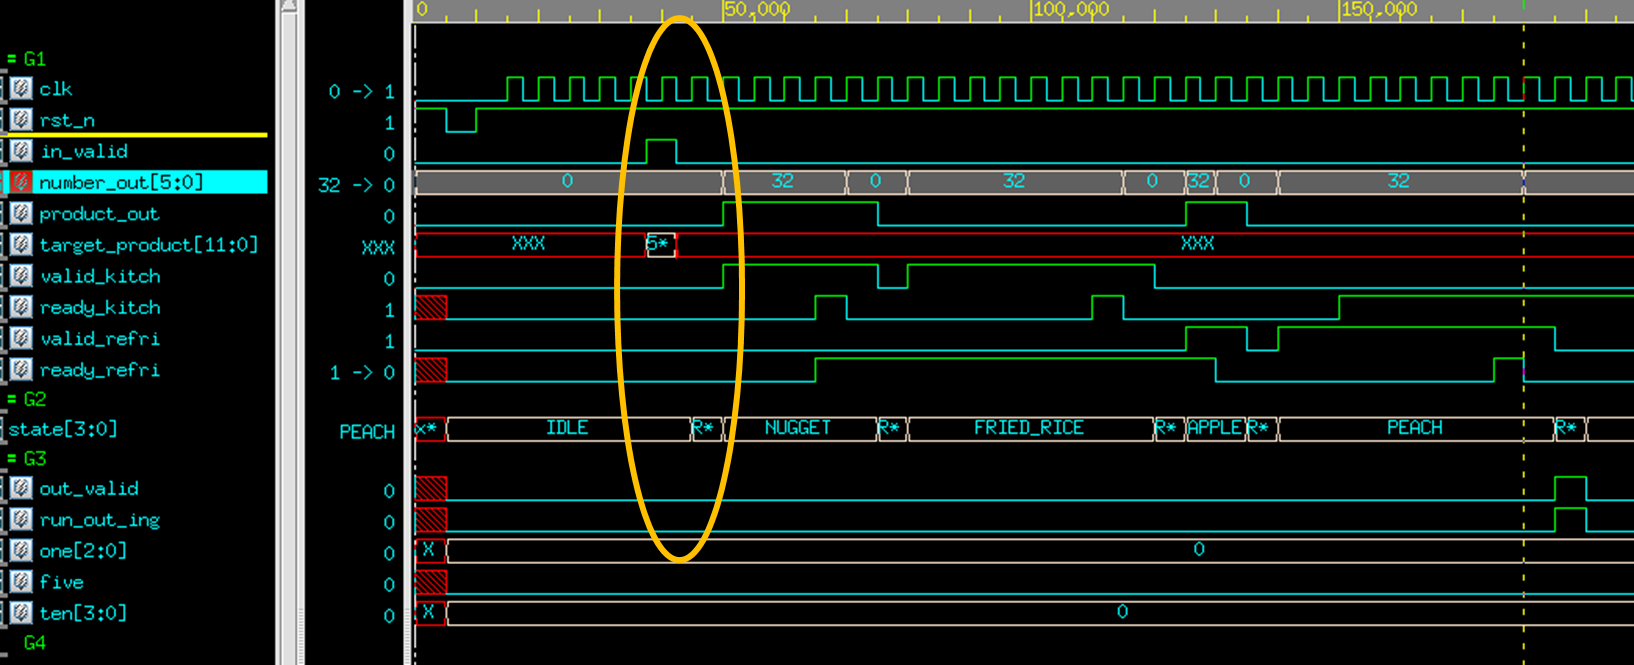 0 50,000 100,000 150,000
= G1
clk 0 -> 1
rst_n 1
in_valid 0
number_out[5:0] 32 -> 0 0 32 0 32 0 32 0 32
product_out 0
target_product[11:0] XXX XXX 5* XXX
valid_kitch 0
ready_kitch 1
valid_refri 1
ready_refri 1 -> 0
= G2
state[3:0] PEACH x* IDLE R* NUGGET R* FRIED_RICE R* APPLE R* PEACH R*
= G3
out_valid 0
run_out_ing 0
one[2:0] 0 X 0
five 0
ten[3:0] 0 X 0
G4